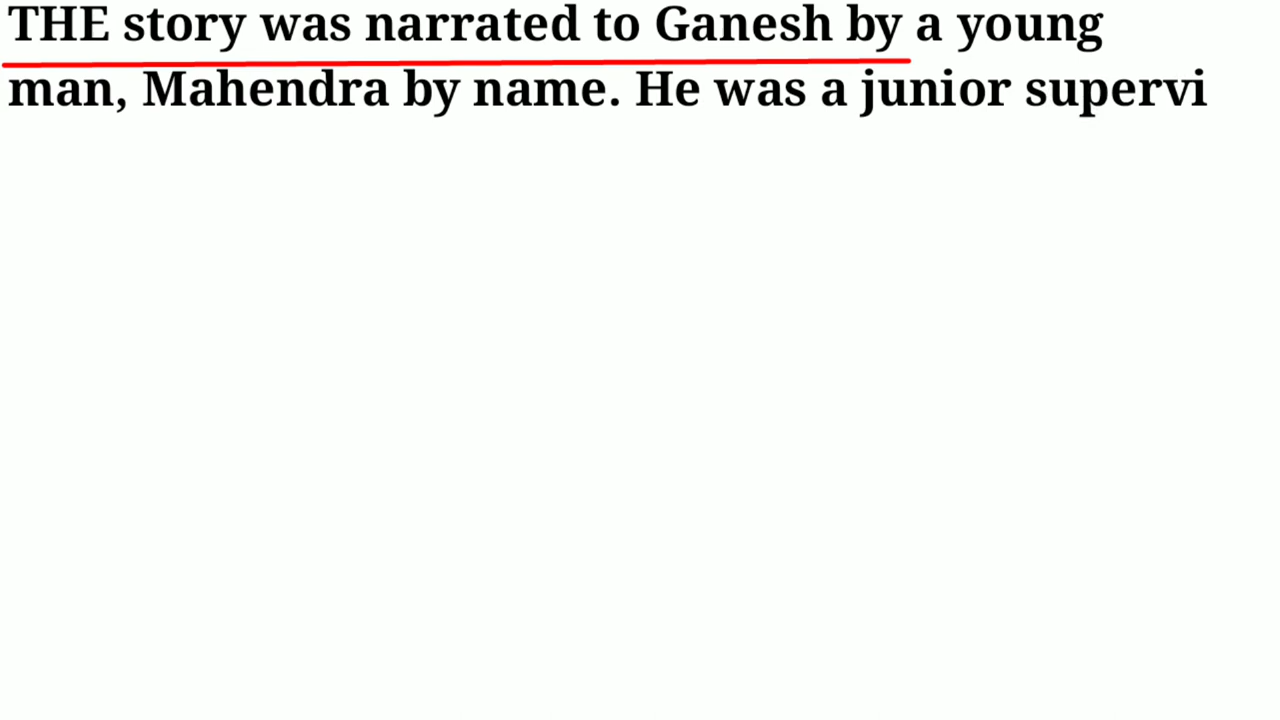 THE story was narrated to Ganesh by a young
man, Mahendra by name. He was a junior supervi